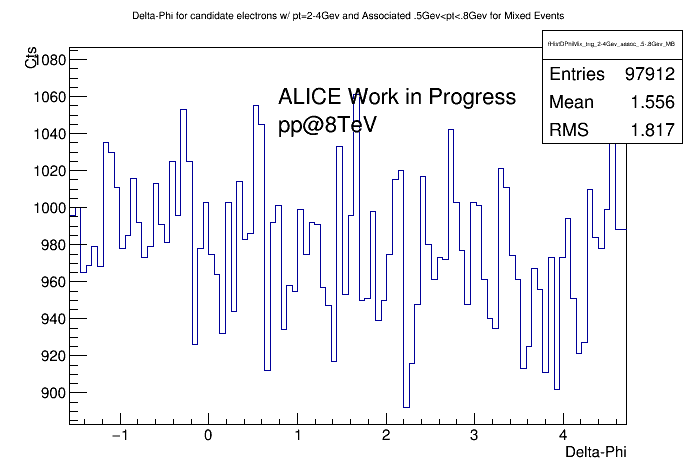 Delta-Phi for candidate electrons w/ pt=2-4Gev and Associated .5Gev<pt<.8Gev for Mixed Events
Cts
fHistDPhiMix_trig_2-4Gev_assoc_.5-.8Gev_MB
Entries 97912
Mean 1.556
RMS 1.817
ALICE Work in Progress
pp@8TeV
1080
1060
1040
1020
1000
980
960
940
920
900
−1 0 1 2 3 4
Delta-Phi